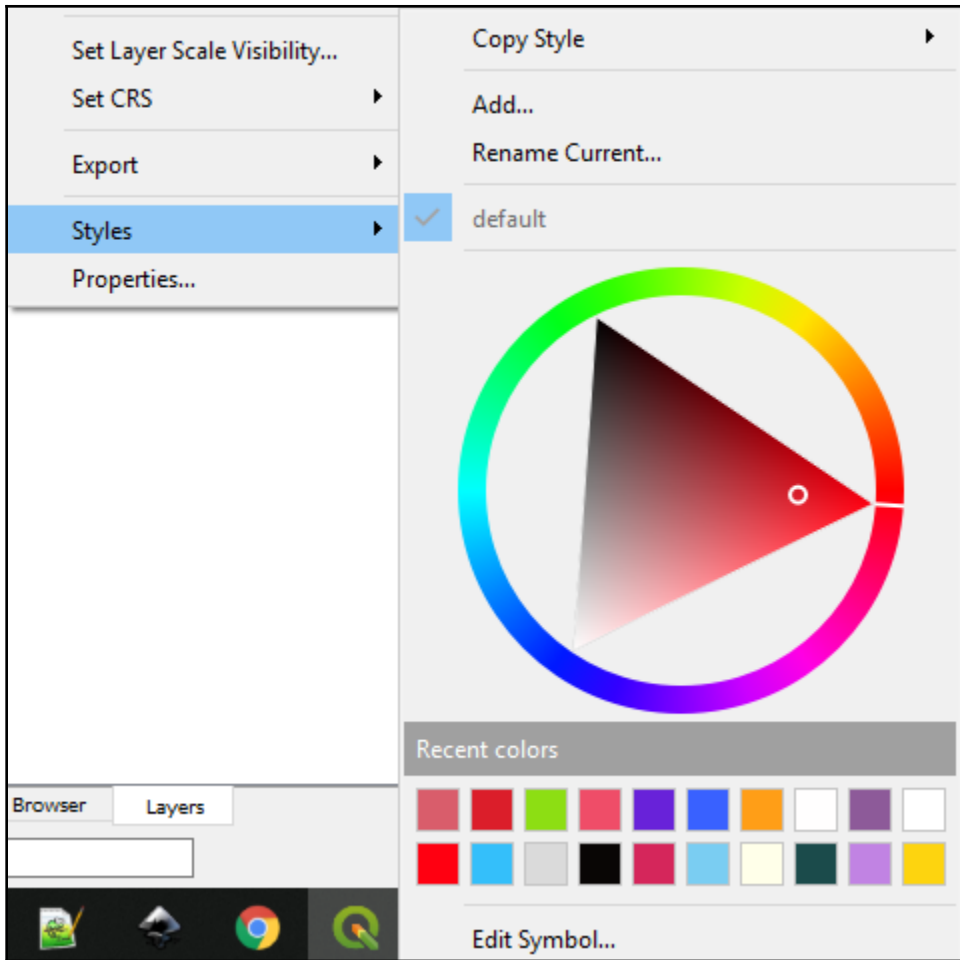 Set Layer Scale Visibility...
Set CRS
Export
Styles
Properties...
Copy Style
Add...
Rename Current...
default
Recent colors
Browser
Layers
Edit Symbol...